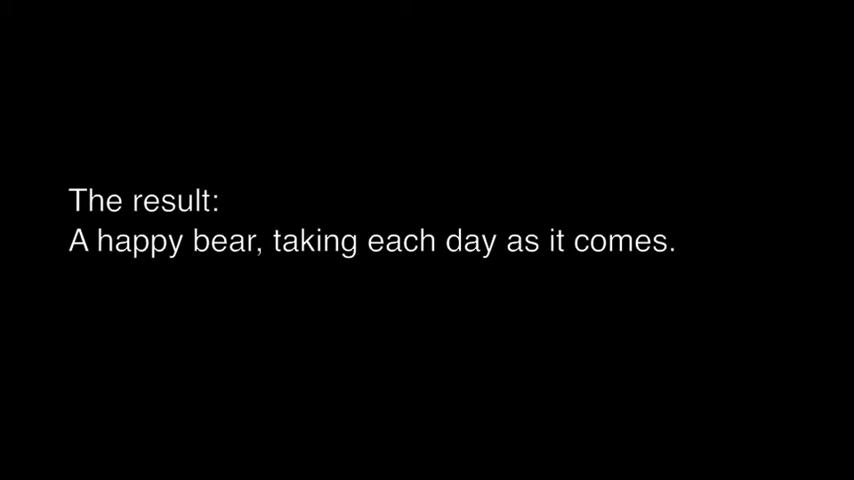 The result:
A happy bear, taking each day as it comes.